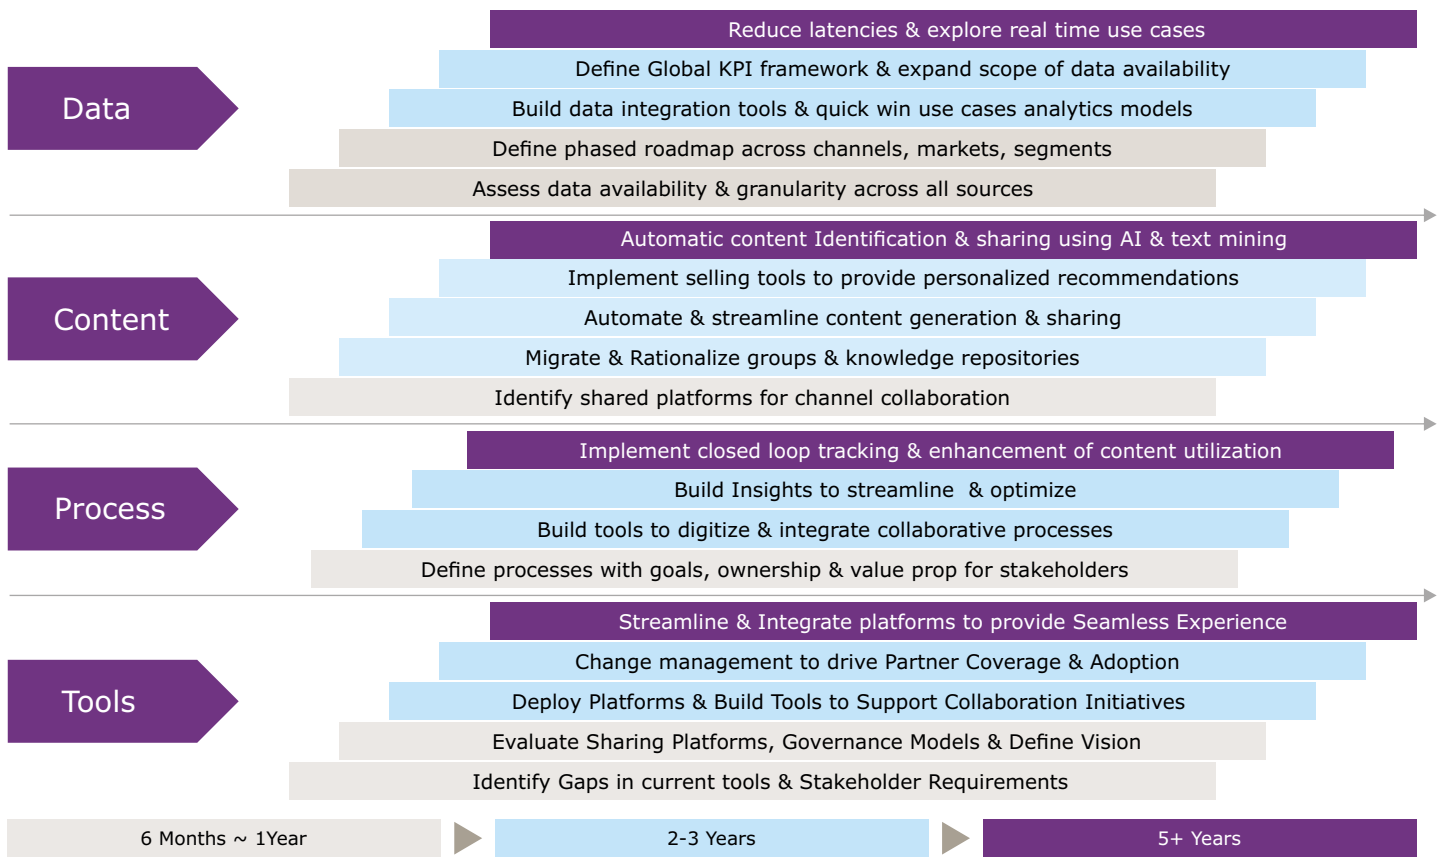 Data
Reduce latencies & explore real time use cases
Define Global KPI framework & expand scope of data availability
Build data integration tools & quick win use cases analytics models
Define phased roadmap across channels, markets, segments
Assess data availability & granularity across all sources
Content
Automatic content Identification & sharing using AI & text mining
Implement selling tools to provide personalized recommendations
Automate & streamline content generation & sharing
Migrate & Rationalize groups & knowledge repositories
Identify shared platforms for channel collaboration
Process
Implement closed loop tracking & enhancement of content utilization
Build Insights to streamline  & optimize
Build tools to digitize & integrate collaborative processes
Define processes with goals, ownership & value prop for stakeholders
Tools
Streamline & Integrate platforms to provide Seamless Experience
Change management to drive Partner Coverage & Adoption
Deploy Platforms & Build Tools to Support Collaboration Initiatives
Evaluate Sharing Platforms, Governance Models & Define Vision
Identify Gaps in current tools & Stakeholder Requirements
6 Months ~ 1Year
2-3 Years
5+ Years